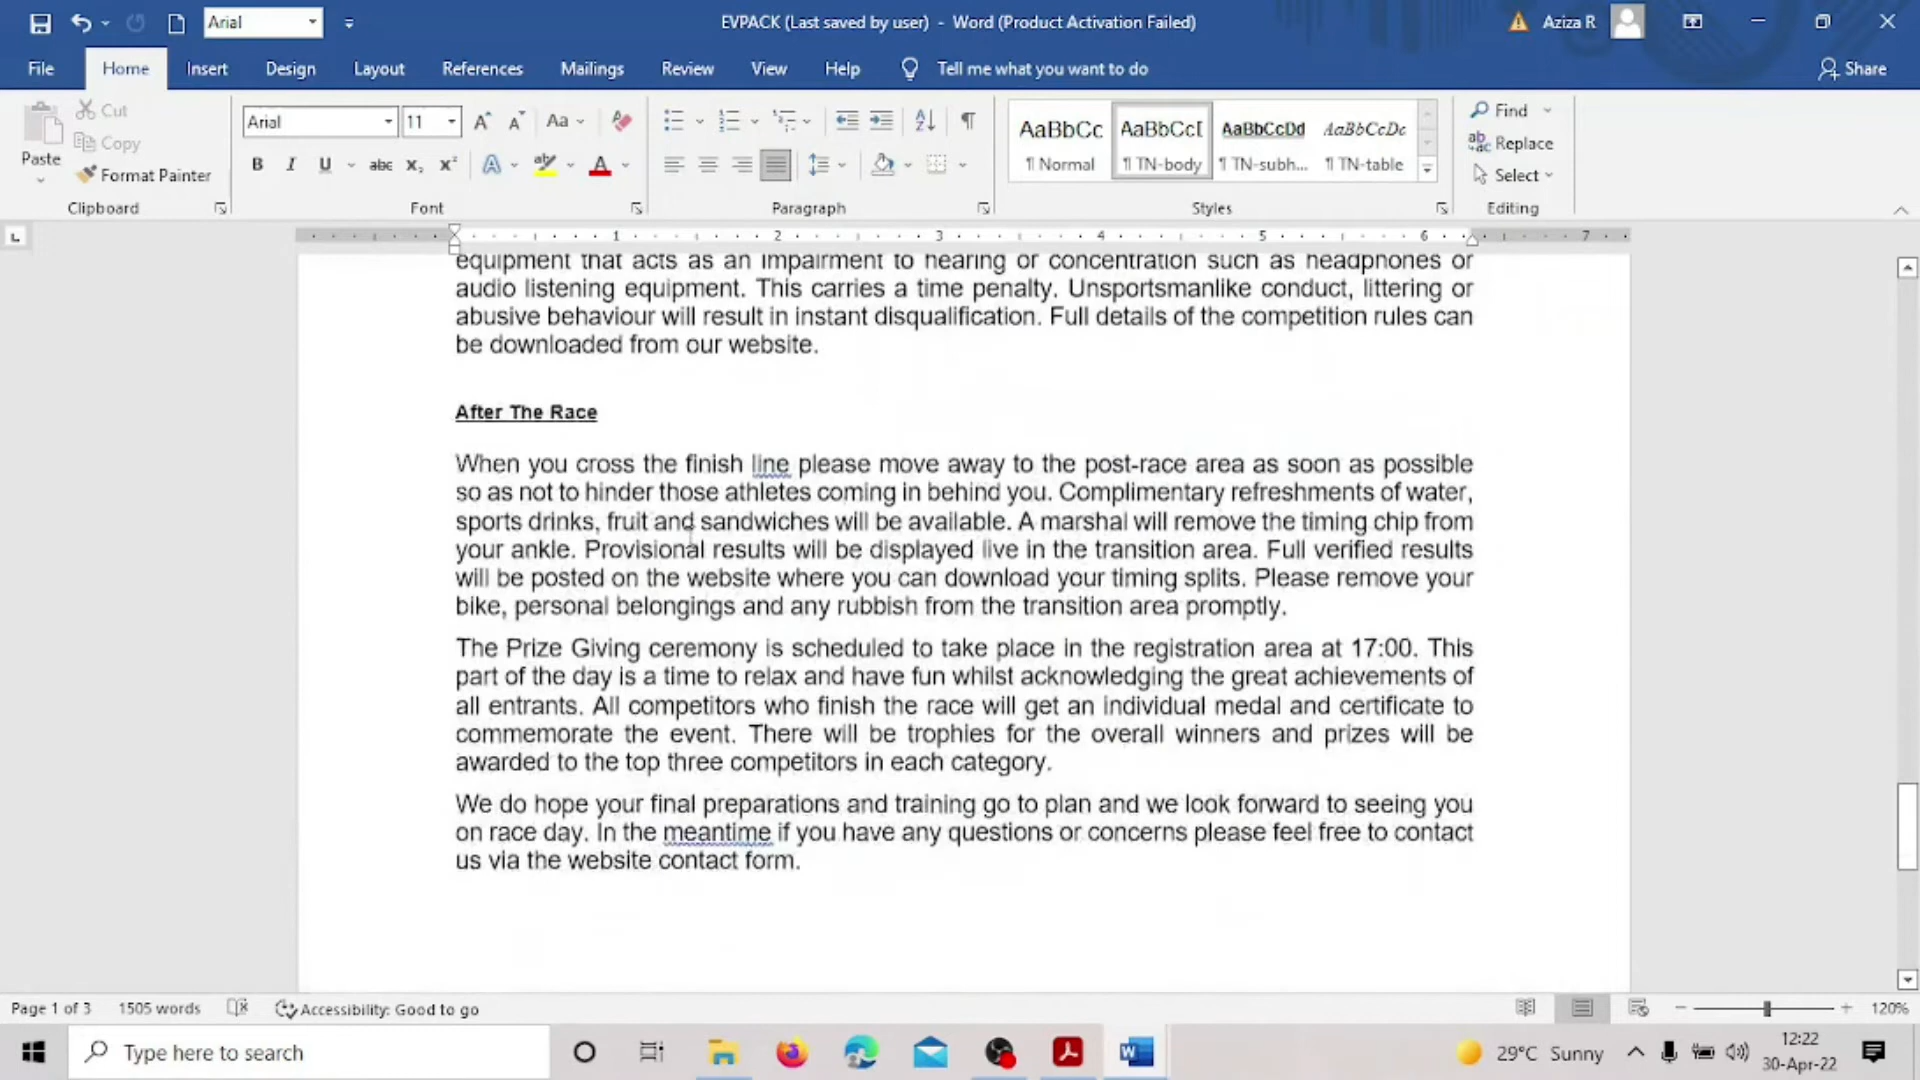 Arial
EVPACK (Last saved by user) - Word (Product Activation Failed)
Aziza R
File Home Insert Design Layout References Mailings Review View Help Tell me what you want to do Share
Paste
Cut
Copy
Format Painter
Clipboard
Arial 11
Aa
B I U abc x₂ x² A A
Font
Paragraph
AaBbCc AaBbCcI AaBbCcDd AaBbCcDc
¶ Normal ¶ TN-body ¶ TN-subh... ¶ TN-table
Styles
Find
Replace
Select
Editing
1 2 3 4 5 6 7
equipment that acts as an impairment to hearing or concentration such as headphones or
audio listening equipment. This carries a time penalty. Unsportsmanlike conduct, littering or
abusive behaviour will result in instant disqualification. Full details of the competition rules can
be downloaded from our website.
After The Race
When you cross the finish line please move away to the post-race area as soon as possible
so as not to hinder those athletes coming in behind you. Complimentary refreshments of water,
sports drinks, fruit and sandwiches will be available. A marshal will remove the timing chip from
your ankle. Provisional results will be displayed live in the transition area. Full verified results
will be posted on the website where you can download your timing splits. Please remove your
bike, personal belongings and any rubbish from the transition area promptly.
The Prize Giving ceremony is scheduled to take place in the registration area at 17:00. This
part of the day is a time to relax and have fun whilst acknowledging the great achievements of
all entrants. All competitors who finish the race will get an individual medal and certificate to
commemorate the event. There will be trophies for the overall winners and prizes will be
awarded to the top three competitors in each category.
We do hope your final preparations and training go to plan and we look forward to seeing you
on race day. In the meantime if you have any questions or concerns please feel free to contact
us via the website contact form.
Page 1 of 3 1505 words Accessibility: Good to go 120%
Type here to search
29°C Sunny
12:22
30-Apr-22